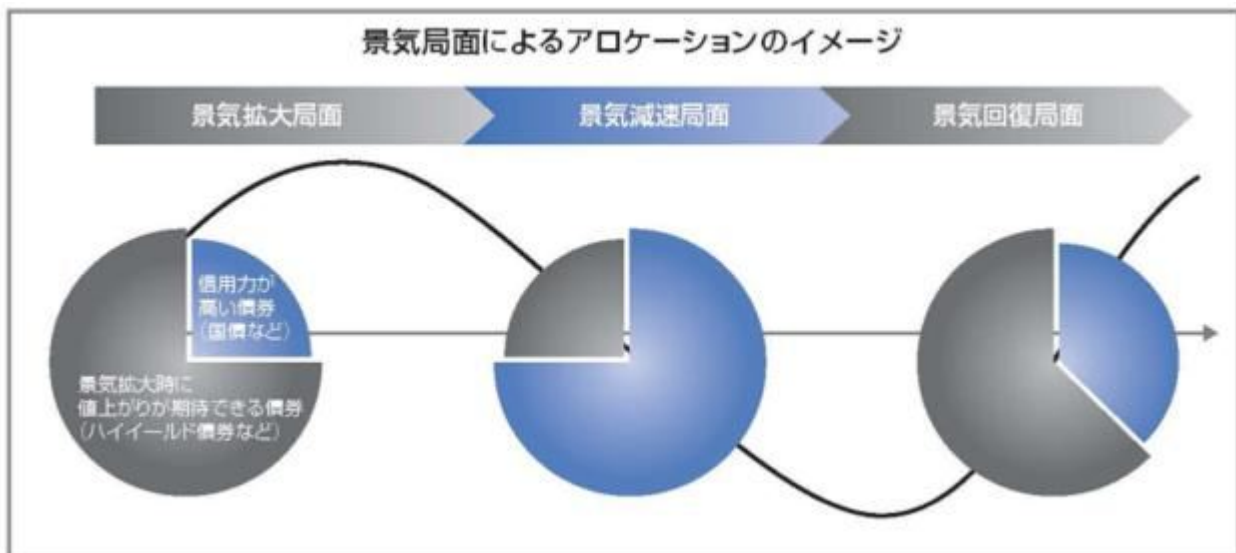 景気局面によるアロケーションのイメージ
景気拡大局面
景気減速局面
景気回復局面
信用力が
高い債券
(国債など)
景気拡大時に
値上がりが期待できる債券
(ハイイールド債券など)